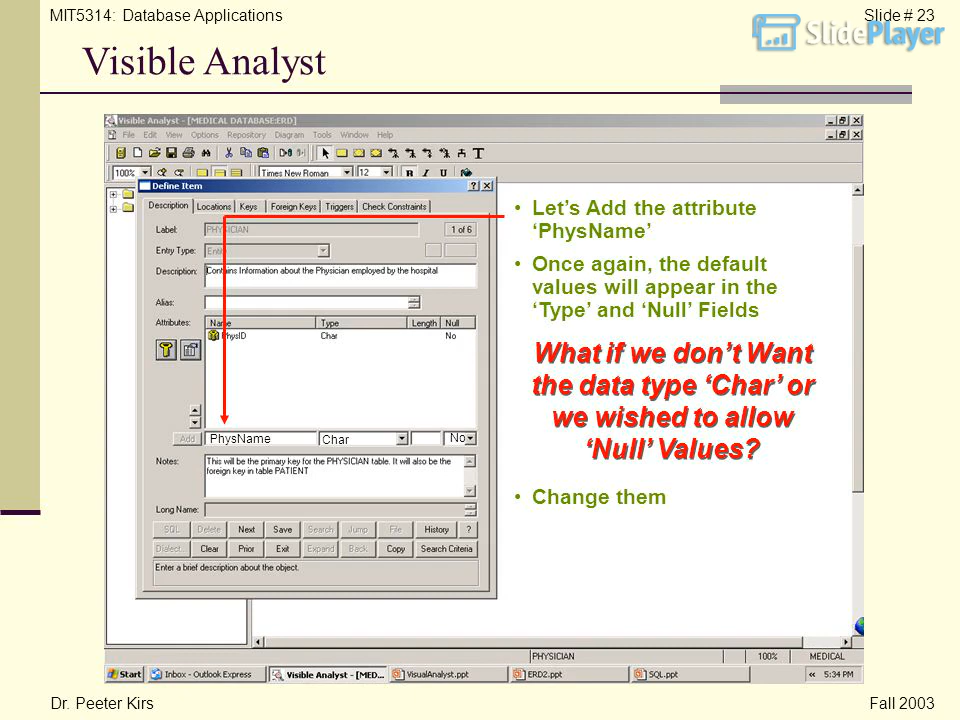 MIT5314: Database Applications
Slide # 23
SlidePlayer
Visible Analyst
Visible Analyst - [MEDICAL DATABASE:ERD]
File Edit View Options Repository Diagram Tools Window Help
100% Times New Roman 12 B I U
Define Item
Description Locations Keys Foreign Keys Triggers Check Constraints
Label: PHYSICIAN 1 of 6
Entry Type: Entity
Description: Contains Information about the Physician employed by the hospital
Alias:
Attributes: Name Type Length Null
PhysID Char No
Add PhysName Char No
Notes: This will be the primary key for the PHYSICIAN table. It will also be the
foreign key in table PATIENT
Long Name:
SQL Delete Next Save Search Jump File History ?
Dialect... Clear Prior Exit Expand Back Copy Search Criteria
Enter a brief description about the object.
• Let’s Add the attribute
‘PhysName’
• Once again, the default
values will appear in the
‘Type’ and ‘Null’ Fields
What if we don’t Want
the data type ‘Char’ or
we wished to allow
‘Null’ Values?
• Change them
PHYSICIAN 100% MEDICAL
Start Inbox - Outlook Express Visible Analyst - [MED... VisualAnalyst.ppt ERD2.ppt SQL.ppt « 5:34 PM
Dr. Peeter Kirs
Fall 2003